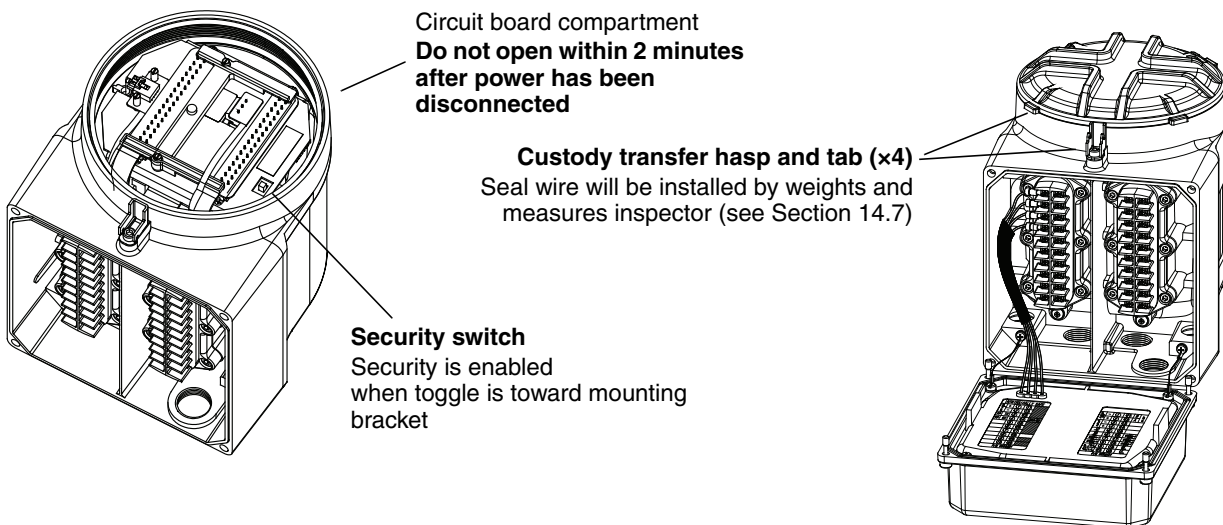 Circuit board compartment
Do not open within 2 minutes
after power has been
disconnected
Custody transfer hasp and tab (×4)
Seal wire will be installed by weights and
measures inspector (see Section 14.7)
Security switch
Security is enabled
when toggle is toward mounting
bracket